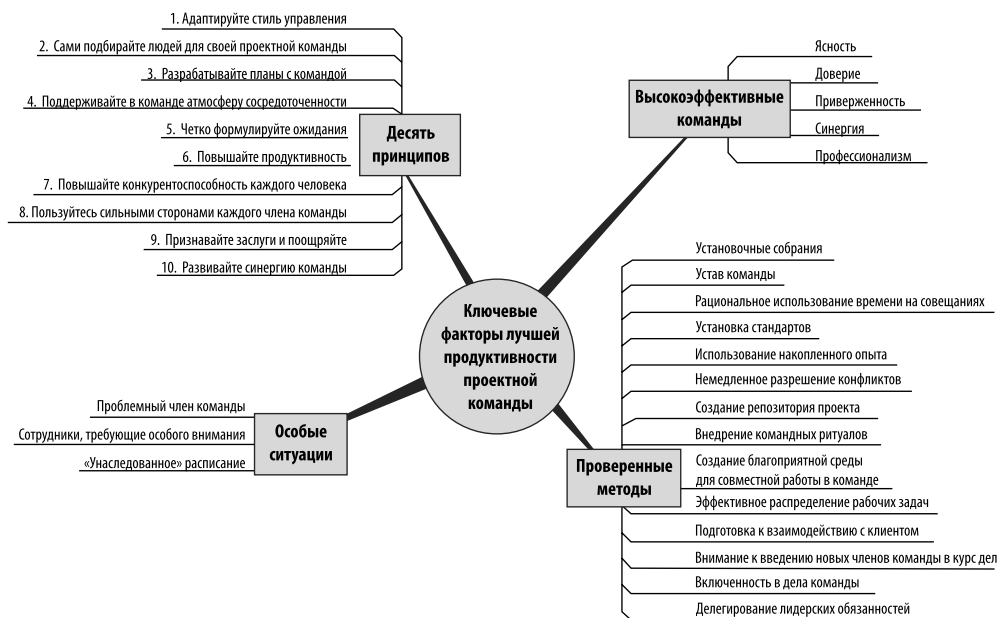 1. Адаптируйте стиль управления
2. Сами подбирайте людей для своей проектной команды
3. Разрабатывайте планы с командой
4. Поддерживайте в команде атмосферу сосредоточенности
5. Четко формулируйте ожидания
6. Повышайте продуктивность
7. Повышайте конкурентоспособность каждого человека
8. Пользуйтесь сильными сторонами каждого члена команды
9. Признавайте заслуги и поощряйте
10. Развивайте синергию команды
Десять
принципов
Высокоэффективные
команды
Ясность
Доверие
Приверженность
Синергия
Профессионализм
Ключевые
факторы лучшей
продуктивности
проектной
команды
Проблемный член команды
Сотрудники, требующие особого внимания
«Унаследованное» расписание
Особые
ситуации
Проверенные
методы
Установочные собрания
Устав команды
Рациональное использование времени на совещаниях
Установка стандартов
Использование накопленного опыта
Немедленное разрешение конфликтов
Создание репозитория проекта
Внедрение командных ритуалов
Создание благоприятной среды
для совместной работы в команде
Эффективное распределение рабочих задач
Подготовка к взаимодействию с клиентом
Внимание к введению новых членов команды в курс дел
Включенность в дела команды
Делегирование лидерских обязанностей